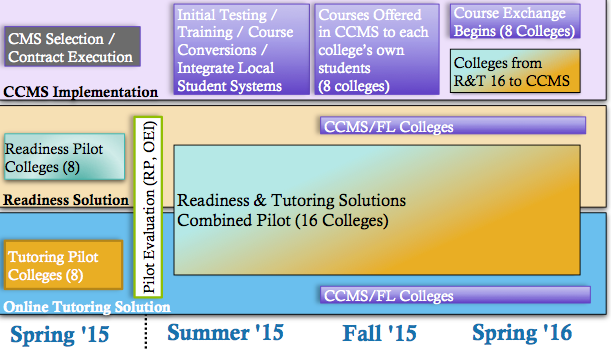 CMS Selection /
Contract Execution
Initial Testing /
Training / Course
Conversions /
Integrate Local
Student Systems
Courses Offered
in CCMS to each
college's own
students
(8 colleges)
Course Exchange
Begins (8 Colleges)
Colleges from
R&T 16 to CCMS
CCMS Implementation
Readiness Pilot
Colleges (8)
Readiness Solution
Pilot Evaluation (RP, OEI)
CCMS/FL Colleges
Readiness & Tutoring Solutions
Combined Pilot (16 Colleges)
Tutoring Pilot
Colleges (8)
Online Tutoring Solution
CCMS/FL Colleges
Spring '15
Summer '15
Fall '15
Spring '16